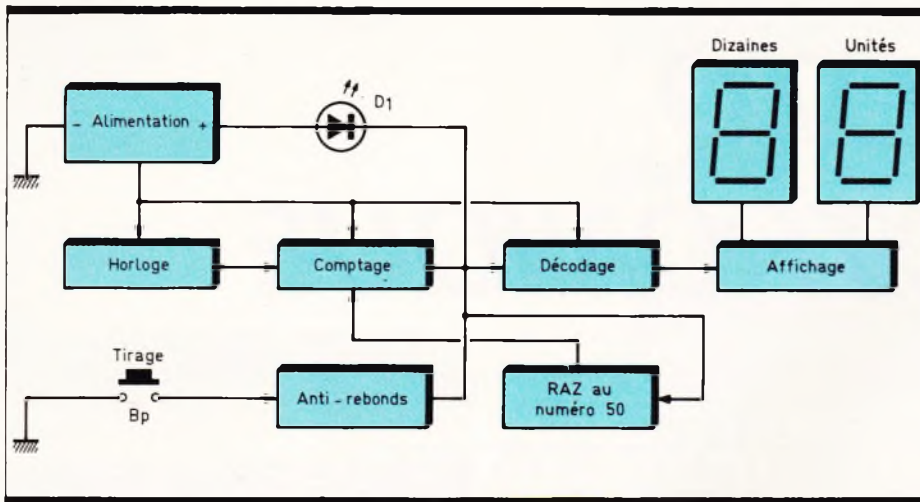 Dizaines
Unités
- Alimentation +
D1
Horloge
Comptage
Décodage
Affichage
Tirage
Bp
Anti - rebonds
RAZ au
numéro 50